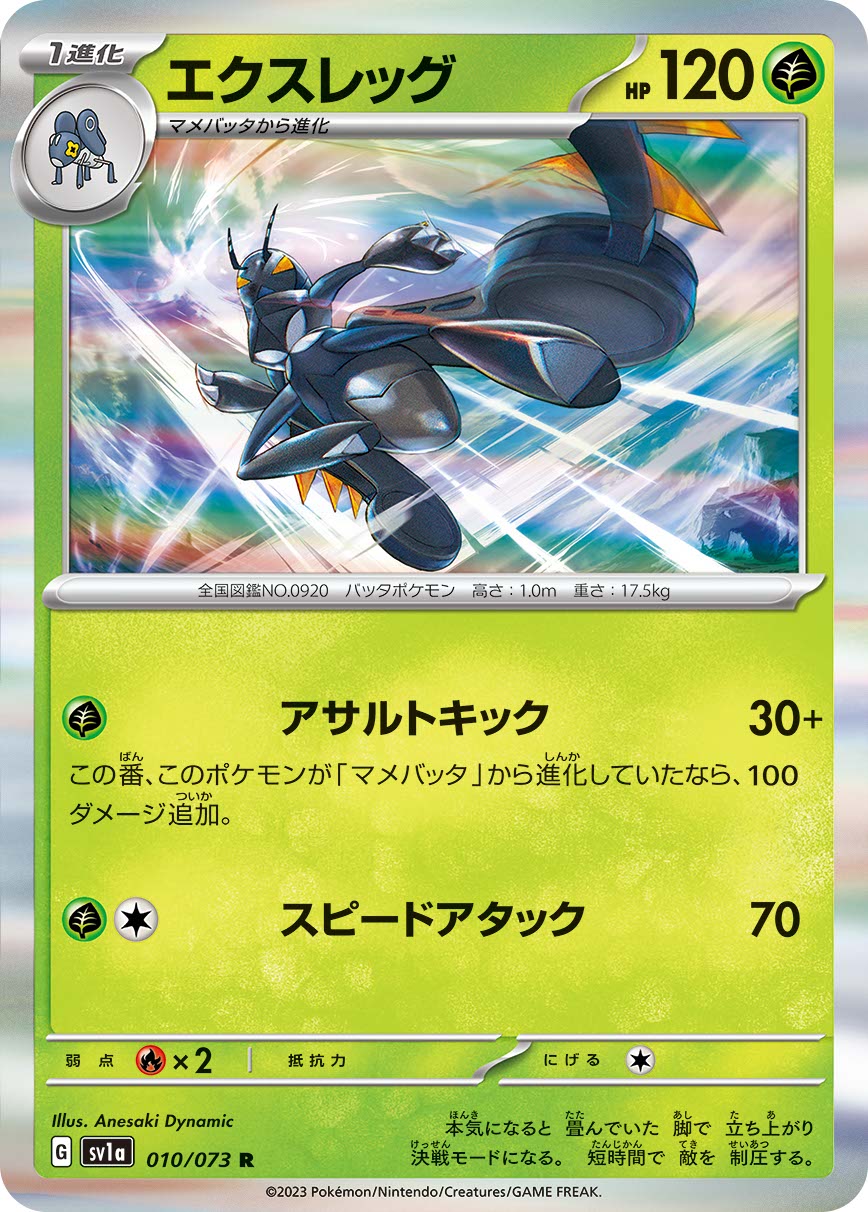 1進化
エクスレッグ
HP 120
マメバッタから進化
全国図鑑NO.0920 バッタポケモン 高さ：1.0m 重さ：17.5kg
アサルトキック 30+
この番、このポケモンが「マメバッタ」から進化していたなら、100
ダメージ追加。
スピードアタック 70
弱点 ×2 抵抗力 にげる
Illus. Anesaki Dynamic
本気になると 畳んでいた 脚で 立ち上がり
決戦モードになる。 短時間で 敵を 制圧する。
G sv1a 010/073 R
©2023 Pokémon/Nintendo/Creatures/GAME FREAK.